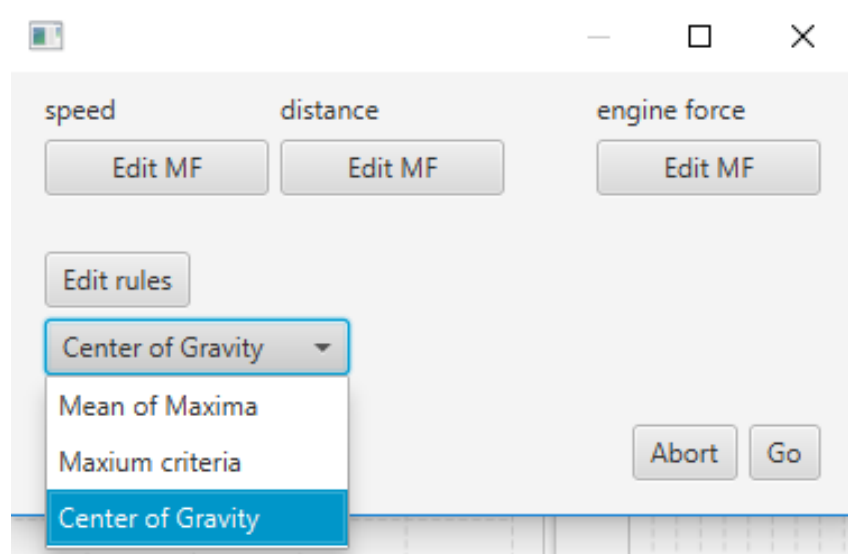 speed distance engine force
Edit MF Edit MF Edit MF
Edit rules
Center of Gravity
Mean of Maxima
Maxium criteria
Abort Go
Center of Gravity